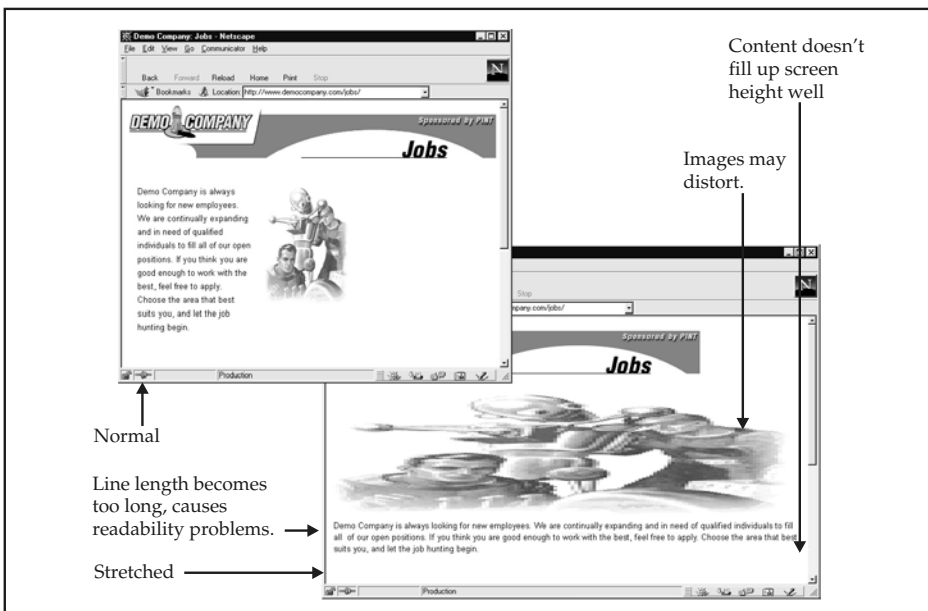 Demo Company: Jobs - Netscape
File Edit View Go Communicator Help
Back Forward Reload Home Print Stop
Bookmarks Location: http://www.democompany.com/jobs/
DEMO COMPANY
Sponsored by PINT
Jobs
Demo Company is always
looking for new employees.
We are continually expanding
and in need of qualified
individuals to fill all of our open
positions. If you think you are
good enough to work with the
best, feel free to apply.
Choose the area that best
suits you, and let the job
hunting begin.
Production
Normal
Line length becomes
too long, causes
readability problems.
Stretched
Content doesn't
fill up screen
height well
Images may
distort.
N
Stop
N
mpany.com/jobs/
Sponsored by PINT
Jobs
Demo Company is always looking for new employees. We are continually expanding and in need of qualified individuals to fill
all of our open positions. If you think you are good enough to work with the best, feel free to apply. Choose the area that best
suits you, and let the job hunting begin.
Production